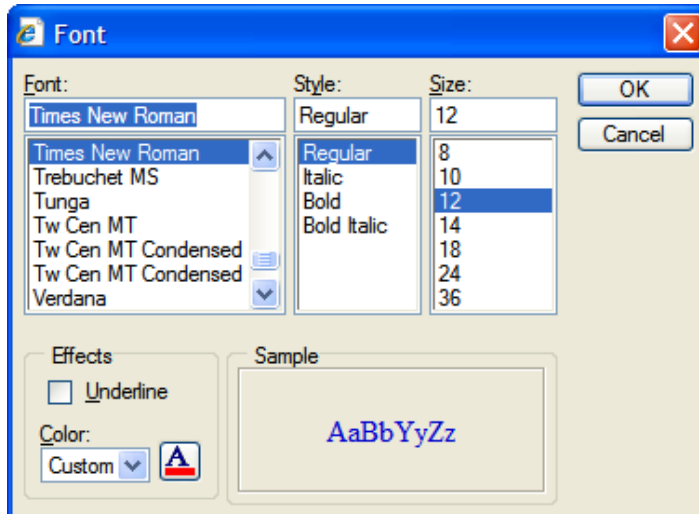 Font
Font:
Times New Roman
Times New Roman
Trebuchet MS
Tunga
Tw Cen MT
Tw Cen MT Condensed
Tw Cen MT Condensed
Verdana
Style:
Regular
Regular
Italic
Bold
Bold Italic
Size:
12
8
10
12
14
18
24
36
OK
Cancel
Effects
Underline
Color:
Custom
A
Sample
AaBbYyZz